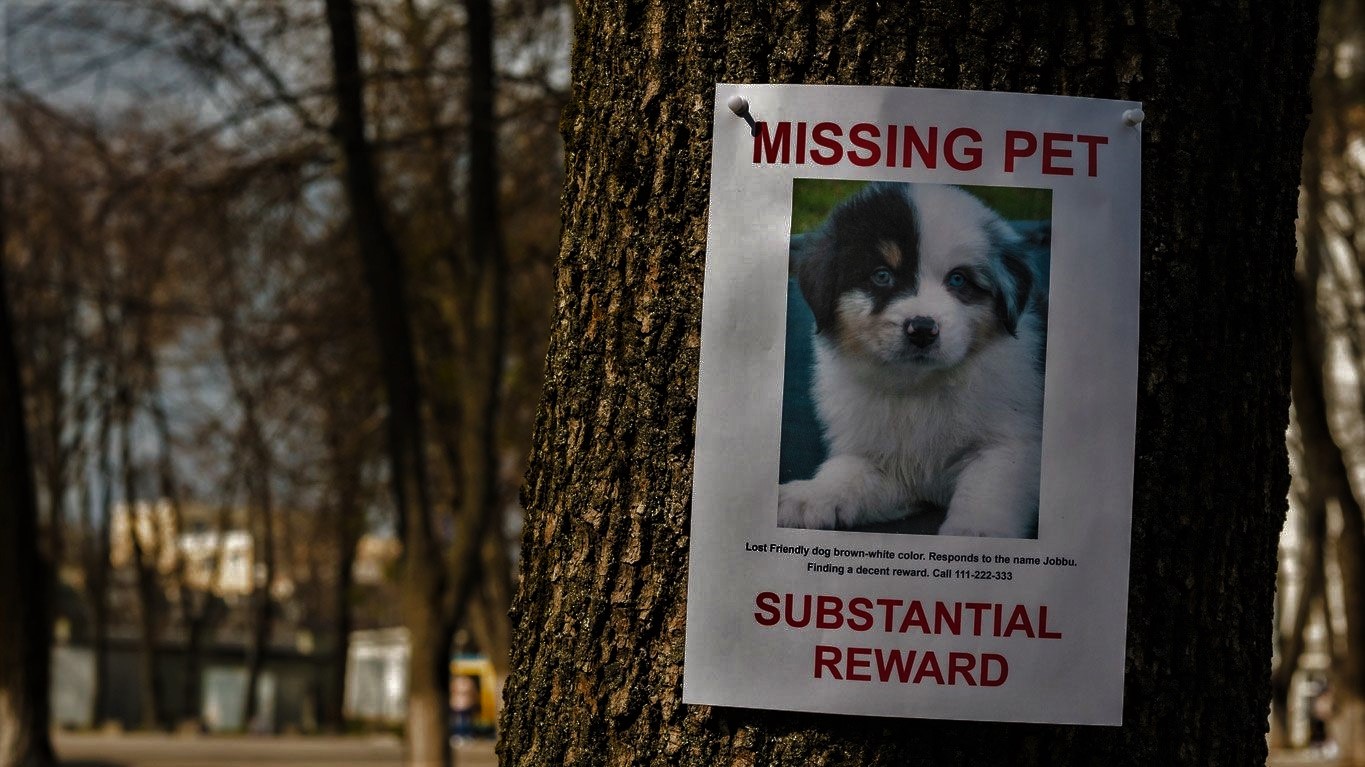 MISSING PET
Lost Friendly dog brown-white color. Responds to the name Jobbu.
Finding a decent reward. Call 111-222-333
SUBSTANTIAL
REWARD